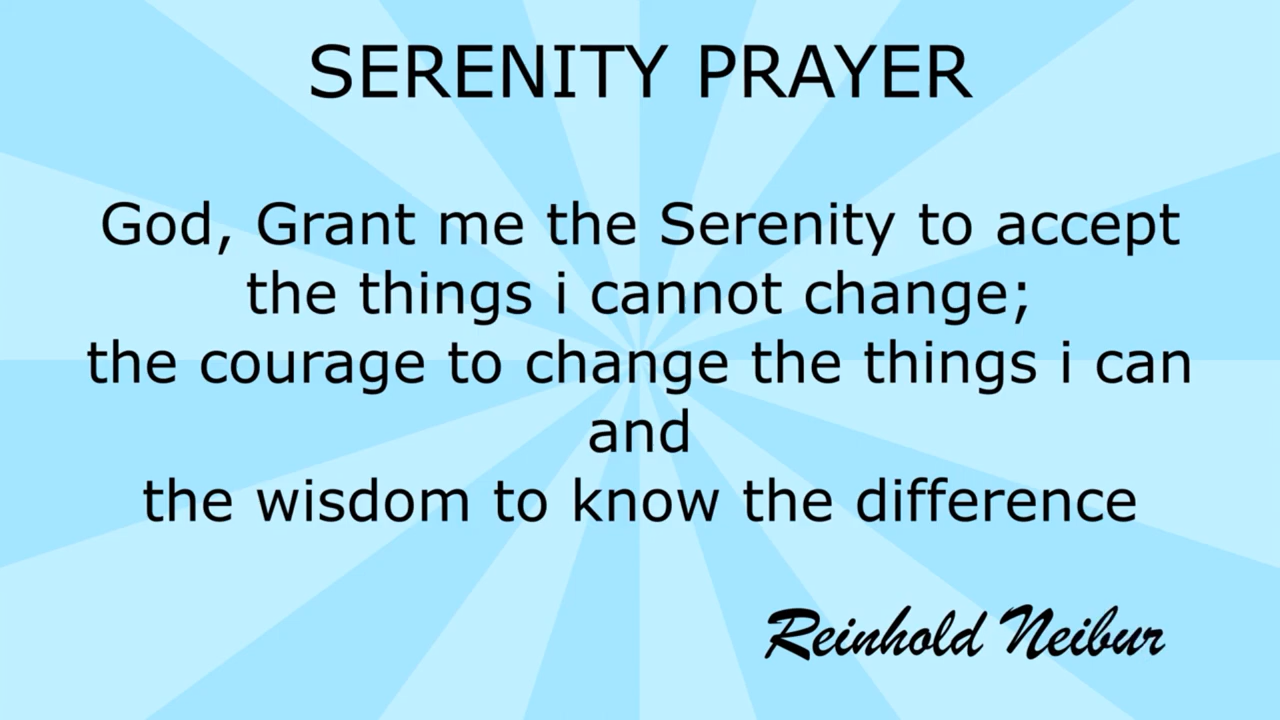 SERENITY PRAYER
God, Grant me the Serenity to accept
the things i cannot change;
the courage to change the things i can
and
the wisdom to know the difference
Reinhold Neibur